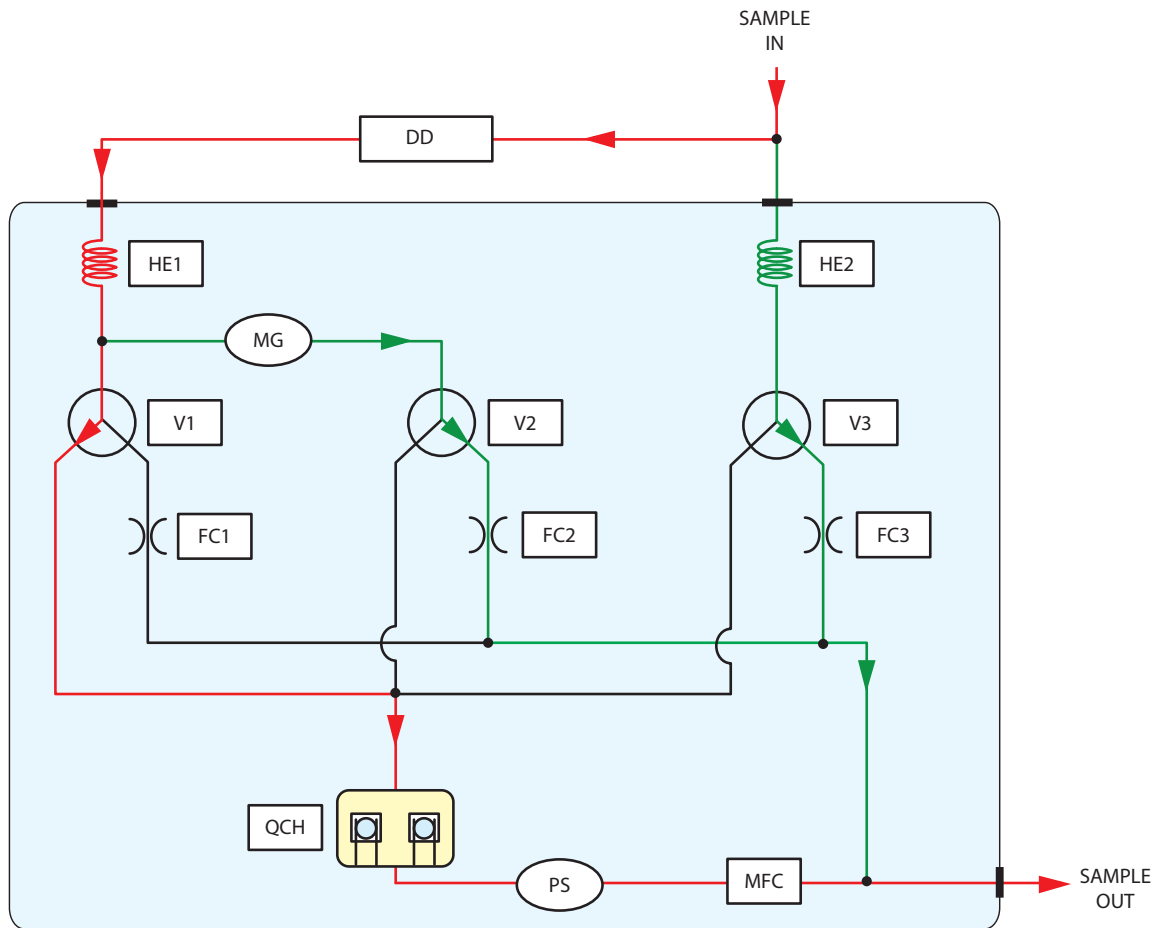 SAMPLE
IN
DD
HE1
HE2
MG
V1
V2
V3
FC1
FC2
FC3
QCH
PS
MFC
SAMPLE
OUT